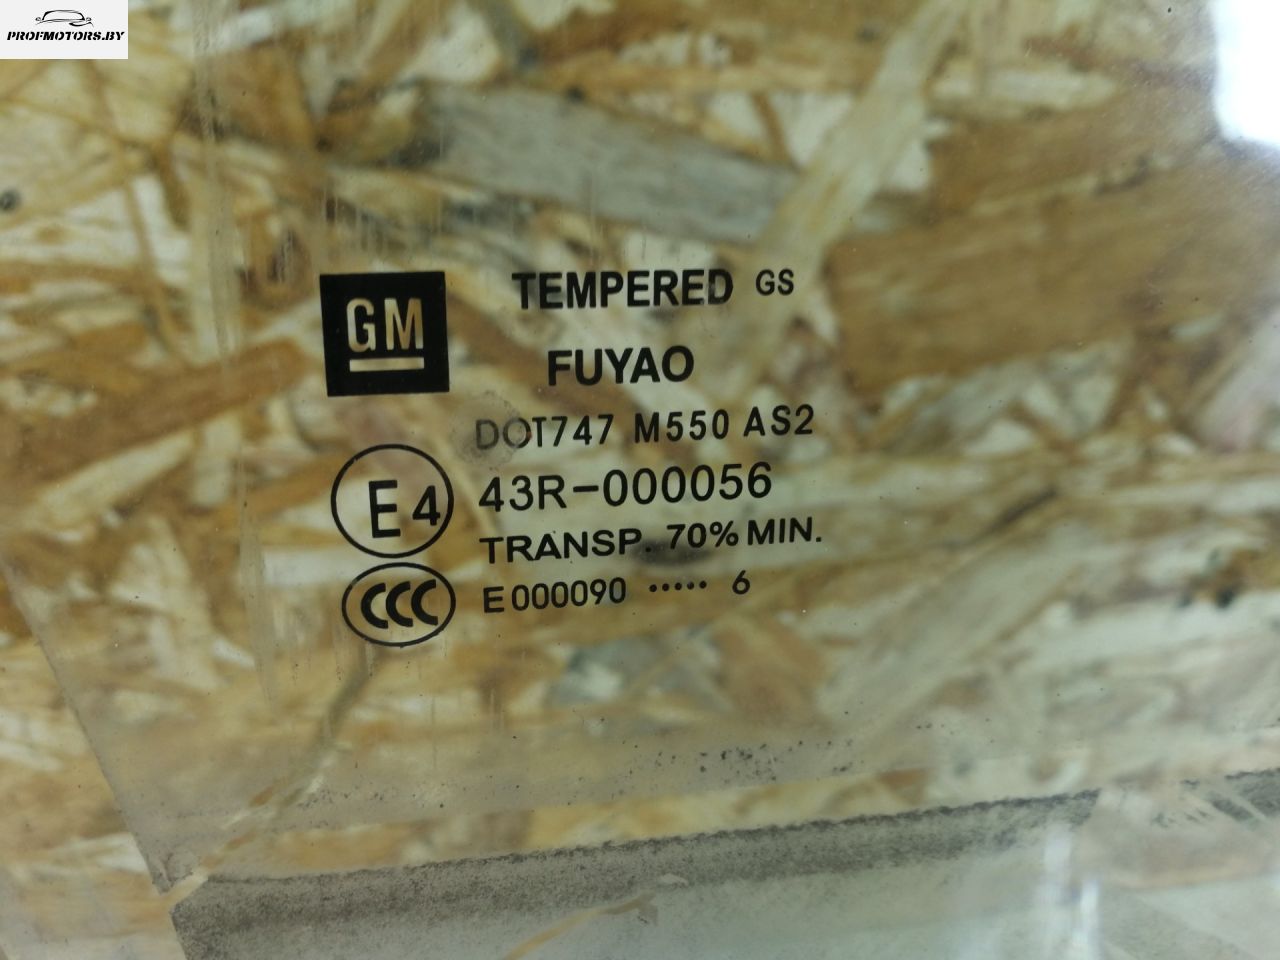 PROFMOTORS.BY
GM
TEMPERED GS
FUYAO
DOT747 M550 AS2
E4 43R-000056
TRANSP. 70% MIN.
CCC E000090 ····· 6